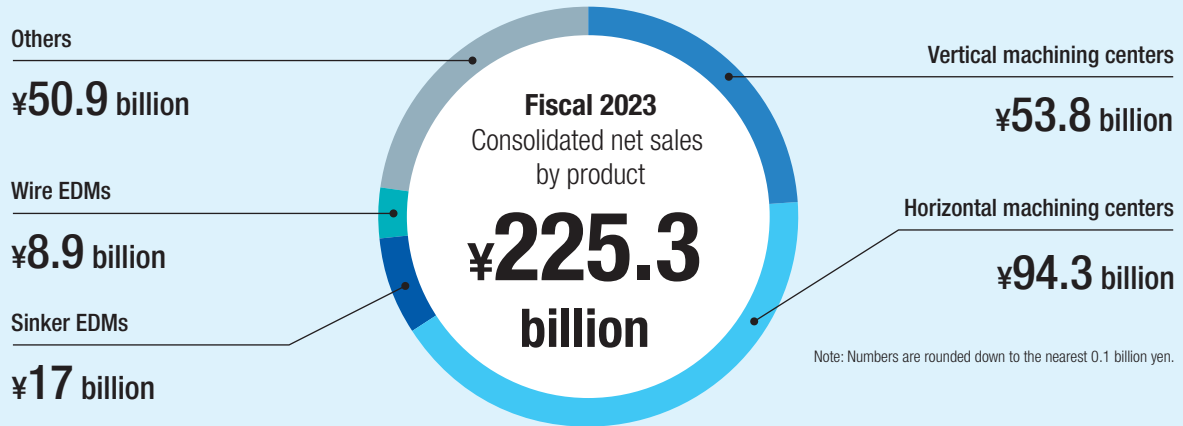 Others
¥50.9 billion
Wire EDMs
¥8.9 billion
Sinker EDMs
¥17 billion
Fiscal 2023
Consolidated net sales
by product
¥225.3
billion
Vertical machining centers
¥53.8 billion
Horizontal machining centers
¥94.3 billion
Note: Numbers are rounded down to the nearest 0.1 billion yen.